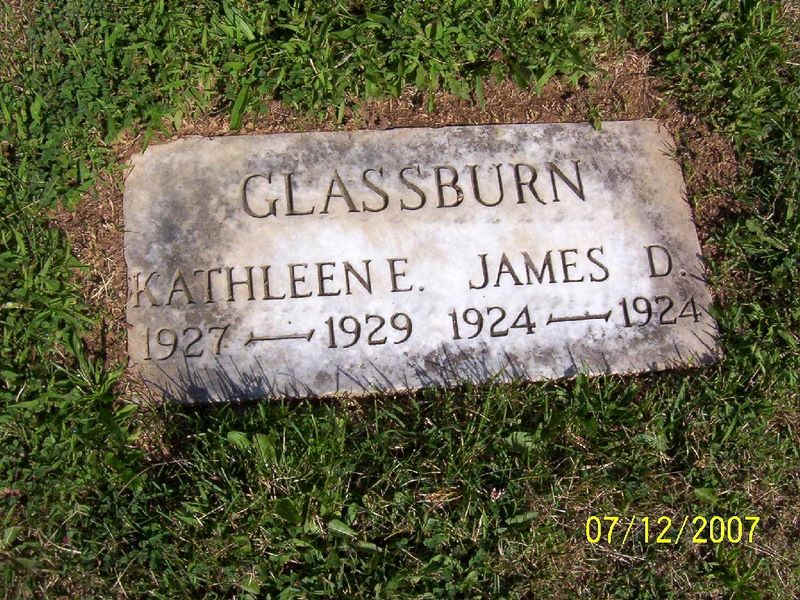 GLASSBURN
KATHLEEN E. JAMES D.
1927 — 1929 1924 — 1924
07/12/2007